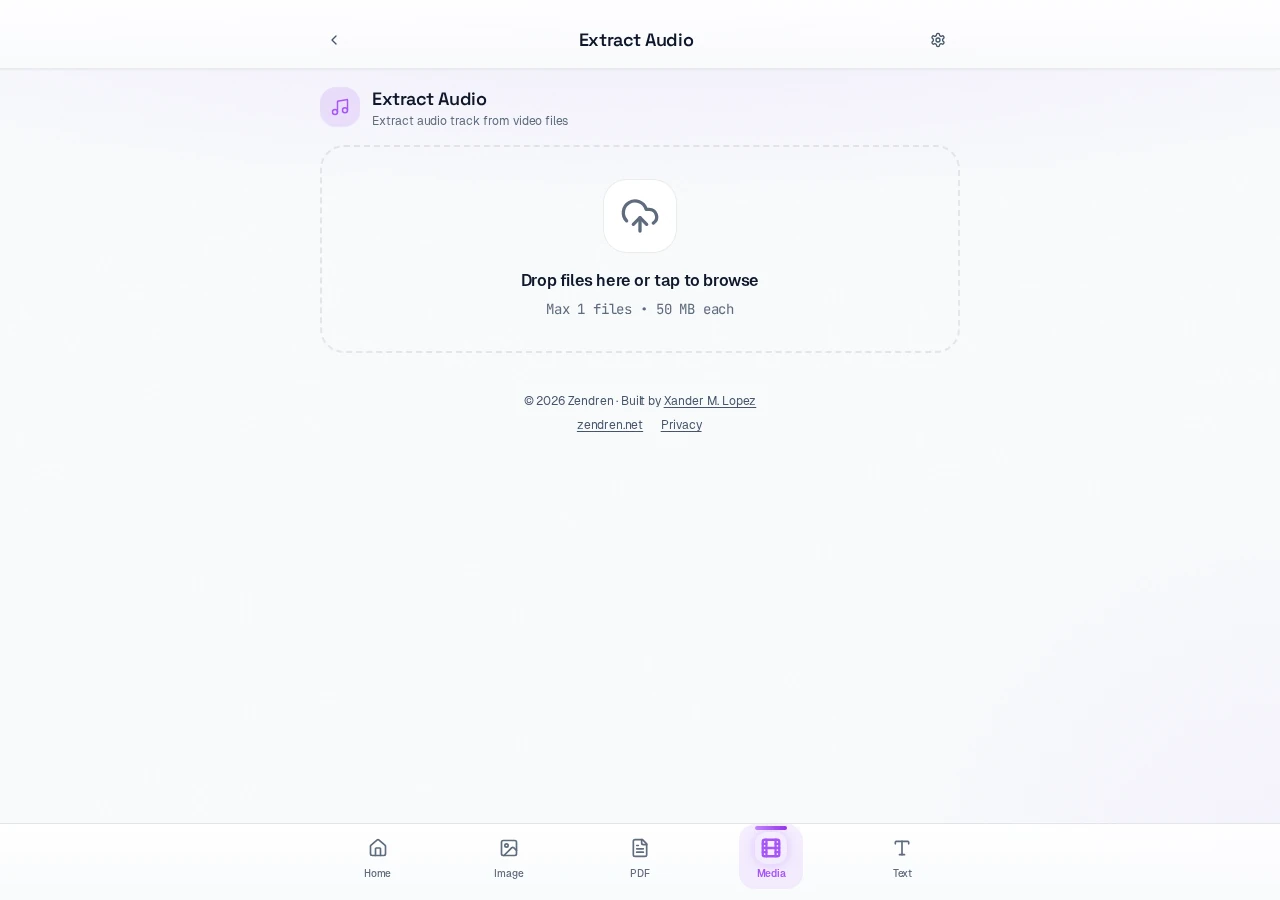 Extract Audio
Extract Audio
Extract audio track from video files
Drop files here or tap to browse
Max 1 files • 50 MB each
© 2026 Zendren · Built by Xander M. Lopez
zendren.net Privacy
Home Image PDF Media Text